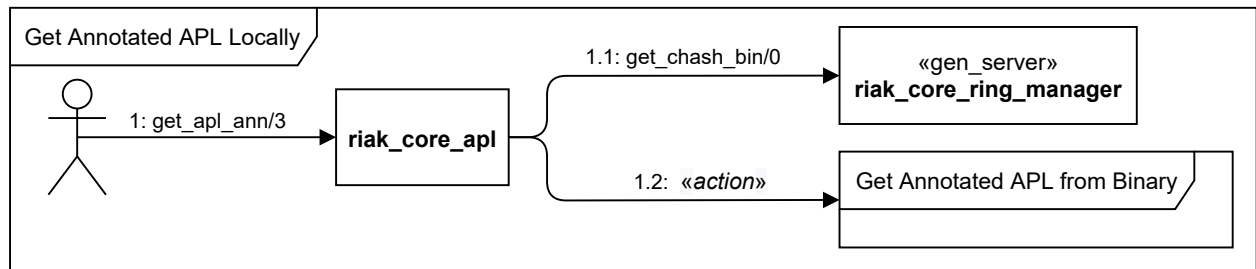 Get Annotated APL Locally
1: get_apl_ann/3
riak_core_apl
1.1: get_chash_bin/0
«gen_server»
riak_core_ring_manager
1.2: «action»
Get Annotated APL from Binary